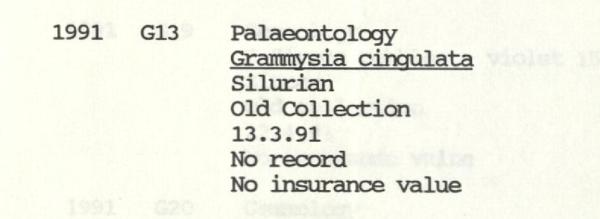 1991 G13 Palaeontology
Grammysia cingulata
Silurian
Old Collection
13.3.91
No record
No insurance value